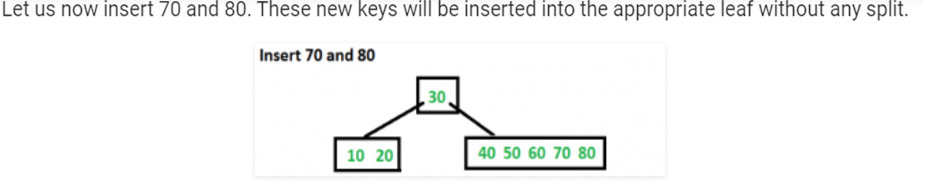 Let us now insert 70 and 80. These new keys will be inserted into the appropriate leaf without any split.
Insert 70 and 80
30
10 20
40 50 60 70 80